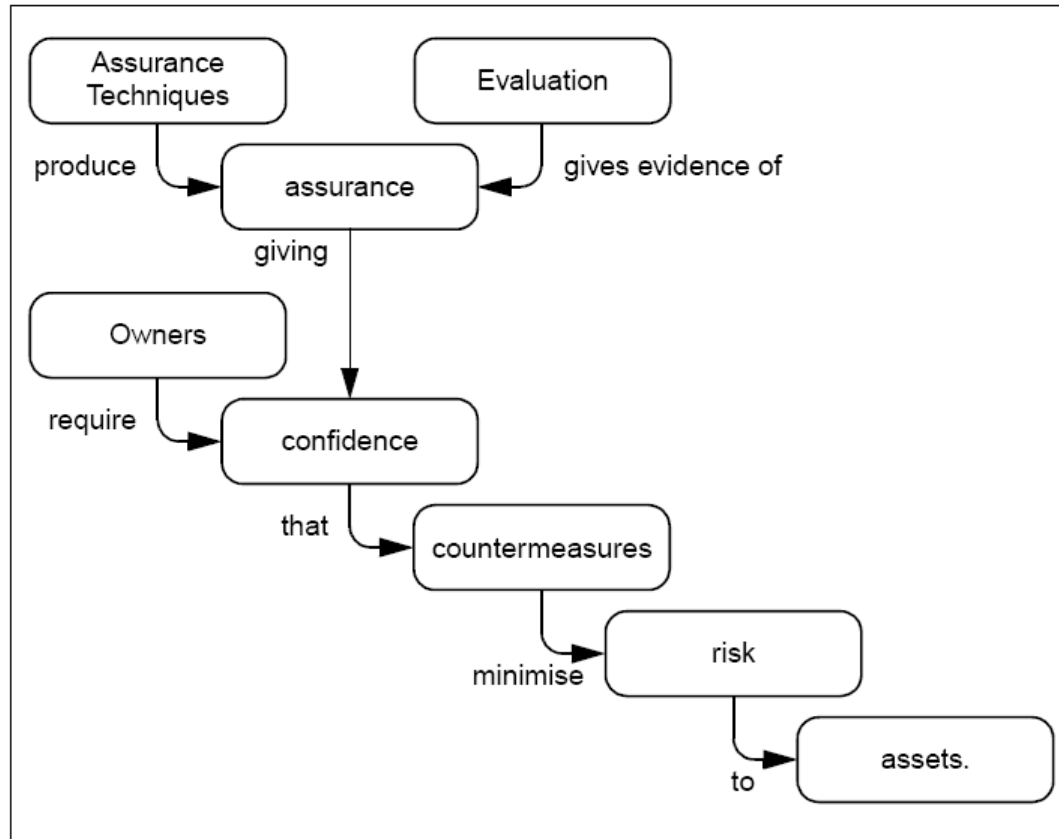 Assurance
Techniques
Evaluation
produce
assurance
gives evidence of
giving
Owners
require
confidence
that
countermeasures
minimise
risk
to
assets.